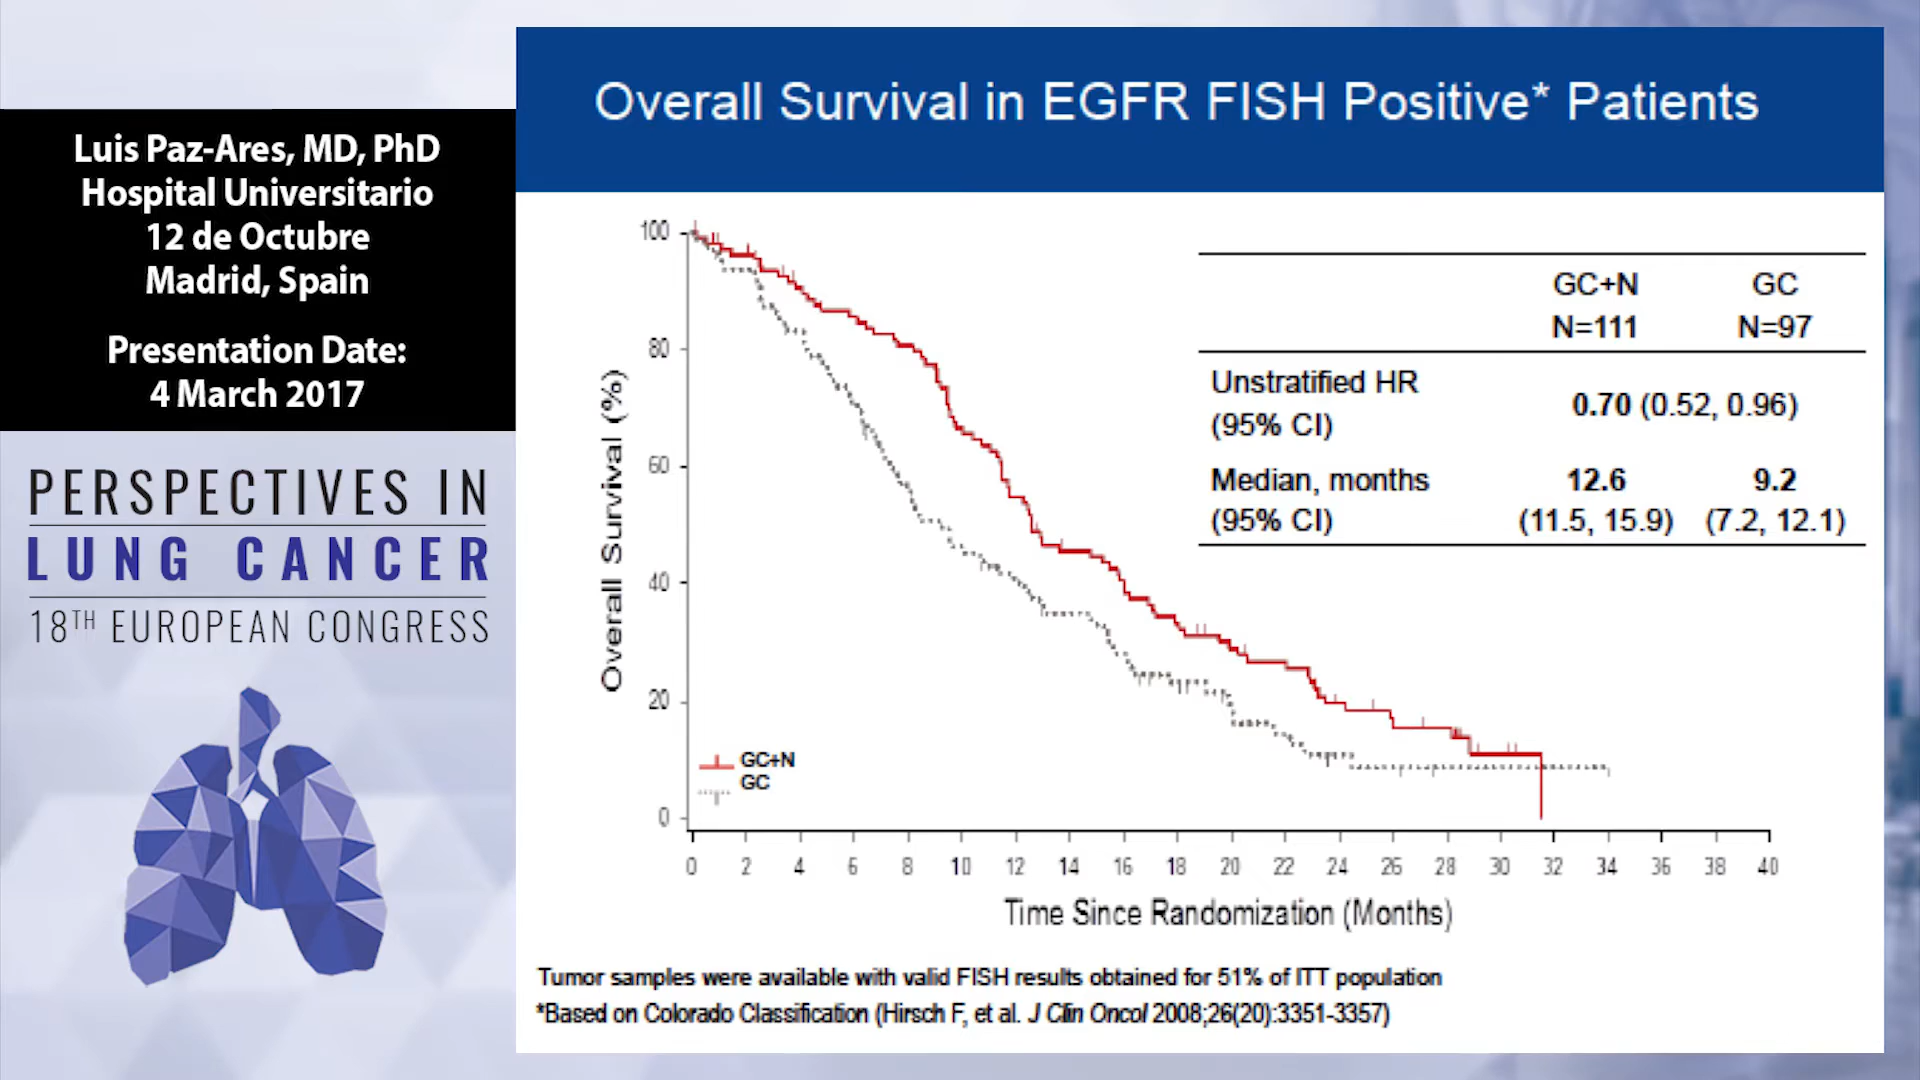 Luis Paz-Ares, MD, PhD
Hospital Universitario
12 de Octubre
Madrid, Spain
Presentation Date:
4 March 2017
PERSPECTIVES IN
LUNG CANCER
18TH EUROPEAN CONGRESS
Overall Survival in EGFR FISH Positive* Patients
GC+N GC
N=111 N=97
Unstratified HR
(95% CI)
0.70 (0.52, 0.96)
Median, months 12.6 9.2
(95% CI) (11.5, 15.9) (7.2, 12.1)
Overall Survival (%)
100
80
60
40
20
0
GC+N
GC
0 2 4 6 8 10 12 14 16 18 20 22 24 26 28 30 32 34 36 38 40
Time Since Randomization (Months)
Tumor samples were available with valid FISH results obtained for 51% of ITT population
*Based on Colorado Classification (Hirsch F, et al. J Clin Oncol 2008;26(20):3351-3357)